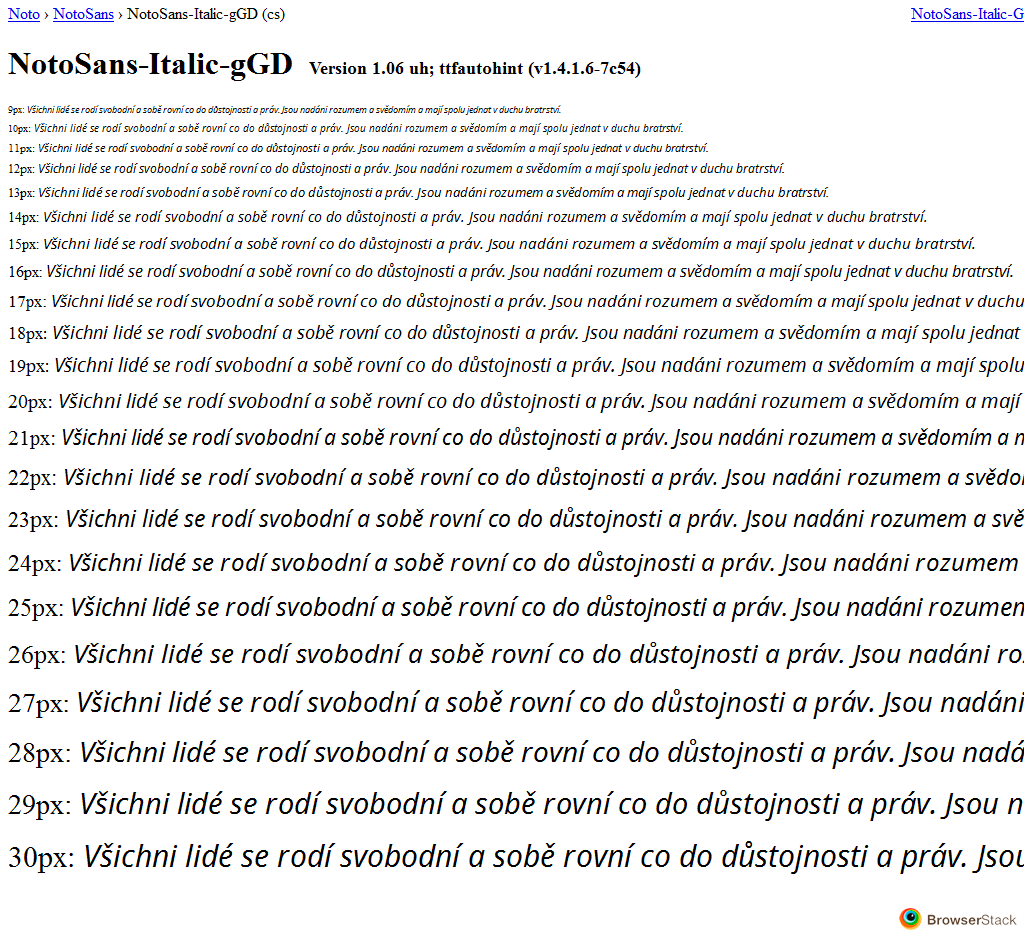 Noto › NotoSans › NotoSans-Italic-gGD (cs) NotoSans-Italic-G
NotoSans-Italic-gGD Version 1.06 uh; ttfautohint (v1.4.1.6-7c54)
9px: Všichni lidé se rodí svobodní a sobě rovní co do důstojnosti a práv. Jsou nadáni rozumem a svědomím a mají spolu jednat v duchu bratrství.
10px: Všichni lidé se rodí svobodní a sobě rovní co do důstojnosti a práv. Jsou nadáni rozumem a svědomím a mají spolu jednat v duchu bratrství.
11px: Všichni lidé se rodí svobodní a sobě rovní co do důstojnosti a práv. Jsou nadáni rozumem a svědomím a mají spolu jednat v duchu bratrství.
12px: Všichni lidé se rodí svobodní a sobě rovní co do důstojnosti a práv. Jsou nadáni rozumem a svědomím a mají spolu jednat v duchu bratrství.
13px: Všichni lidé se rodí svobodní a sobě rovní co do důstojnosti a práv. Jsou nadáni rozumem a svědomím a mají spolu jednat v duchu bratrství.
14px: Všichni lidé se rodí svobodní a sobě rovní co do důstojnosti a práv. Jsou nadáni rozumem a svědomím a mají spolu jednat v duchu bratrství.
15px: Všichni lidé se rodí svobodní a sobě rovní co do důstojnosti a práv. Jsou nadáni rozumem a svědomím a mají spolu jednat v duchu bratrství.
16px: Všichni lidé se rodí svobodní a sobě rovní co do důstojnosti a práv. Jsou nadáni rozumem a svědomím a mají spolu jednat v duchu bratrství.
17px: Všichni lidé se rodí svobodní a sobě rovní co do důstojnosti a práv. Jsou nadáni rozumem a svědomím a mají spolu jednat v duchu
18px: Všichni lidé se rodí svobodní a sobě rovní co do důstojnosti a práv. Jsou nadáni rozumem a svědomím a mají spolu jednat
19px: Všichni lidé se rodí svobodní a sobě rovní co do důstojnosti a práv. Jsou nadáni rozumem a svědomím a mají spolu
20px: Všichni lidé se rodí svobodní a sobě rovní co do důstojnosti a práv. Jsou nadáni rozumem a svědomím a mají
21px: Všichni lidé se rodí svobodní a sobě rovní co do důstojnosti a práv. Jsou nadáni rozumem a svědomím a m
22px: Všichni lidé se rodí svobodní a sobě rovní co do důstojnosti a práv. Jsou nadáni rozumem a svědo
23px: Všichni lidé se rodí svobodní a sobě rovní co do důstojnosti a práv. Jsou nadáni rozumem a svě
24px: Všichni lidé se rodí svobodní a sobě rovní co do důstojnosti a práv. Jsou nadáni rozumem
25px: Všichni lidé se rodí svobodní a sobě rovní co do důstojnosti a práv. Jsou nadáni rozumem
26px: Všichni lidé se rodí svobodní a sobě rovní co do důstojnosti a práv. Jsou nadáni ro
27px: Všichni lidé se rodí svobodní a sobě rovní co do důstojnosti a práv. Jsou nadáni
28px: Všichni lidé se rodí svobodní a sobě rovní co do důstojnosti a práv. Jsou nadá
29px: Všichni lidé se rodí svobodní a sobě rovní co do důstojnosti a práv. Jsou n
30px: Všichni lidé se rodí svobodní a sobě rovní co do důstojnosti a práv. Jsou
BrowserStack